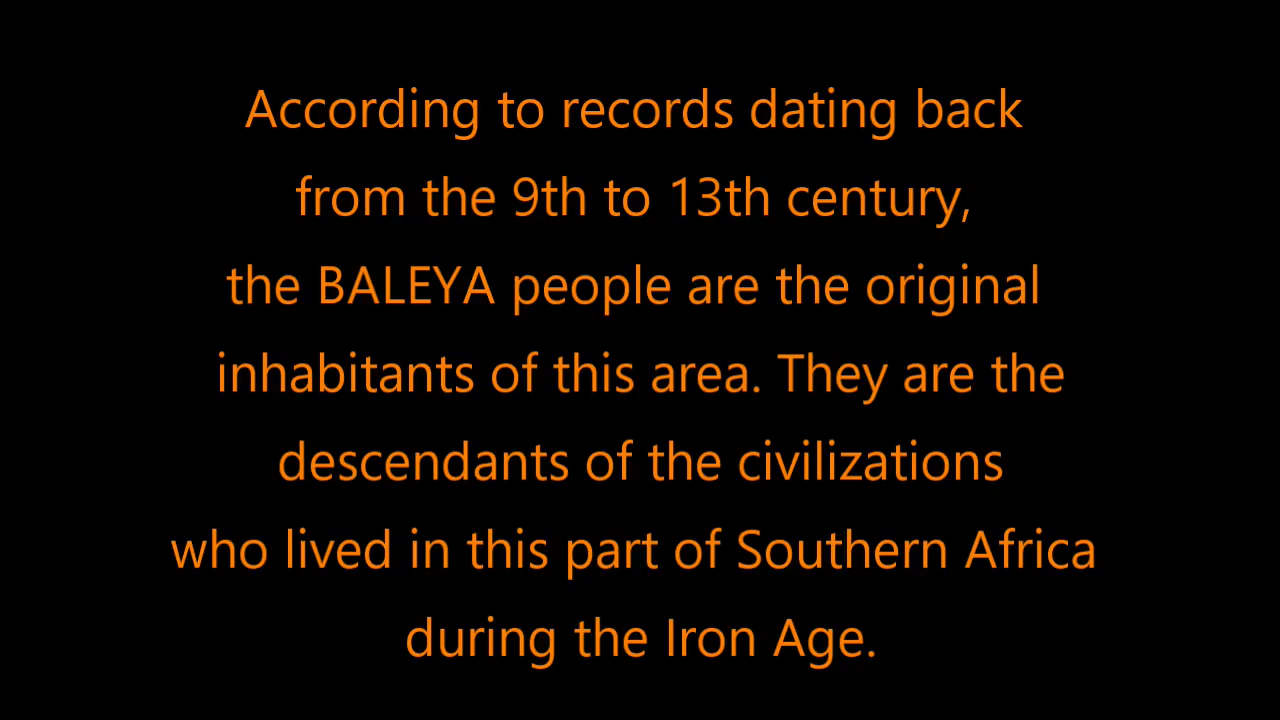 According to records dating back
from the 9th to 13th century,
the BALEYA people are the original
inhabitants of this area. They are the
descendants of the civilizations
who lived in this part of Southern Africa
during the Iron Age.